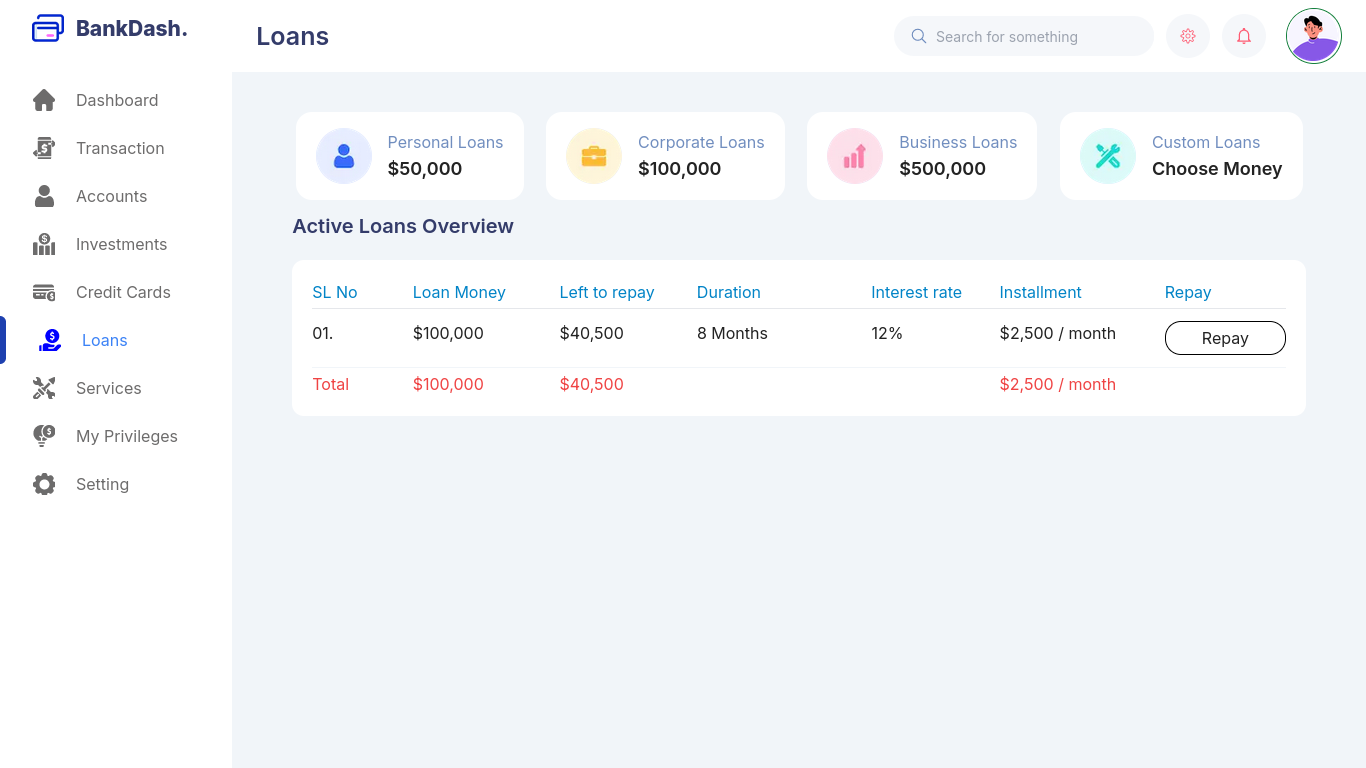 BankDash.
Loans
Search for something
Dashboard
Transaction
Accounts
Investments
Credit Cards
Loans
Services
My Privileges
Setting
Personal Loans
$50,000
Corporate Loans
$100,000
Business Loans
$500,000
Custom Loans
Choose Money
Active Loans Overview
SL No Loan Money Left to repay Duration Interest rate Installment Repay
01. $100,000 $40,500 8 Months 12% $2,500 / month Repay
Total $100,000 $40,500 $2,500 / month